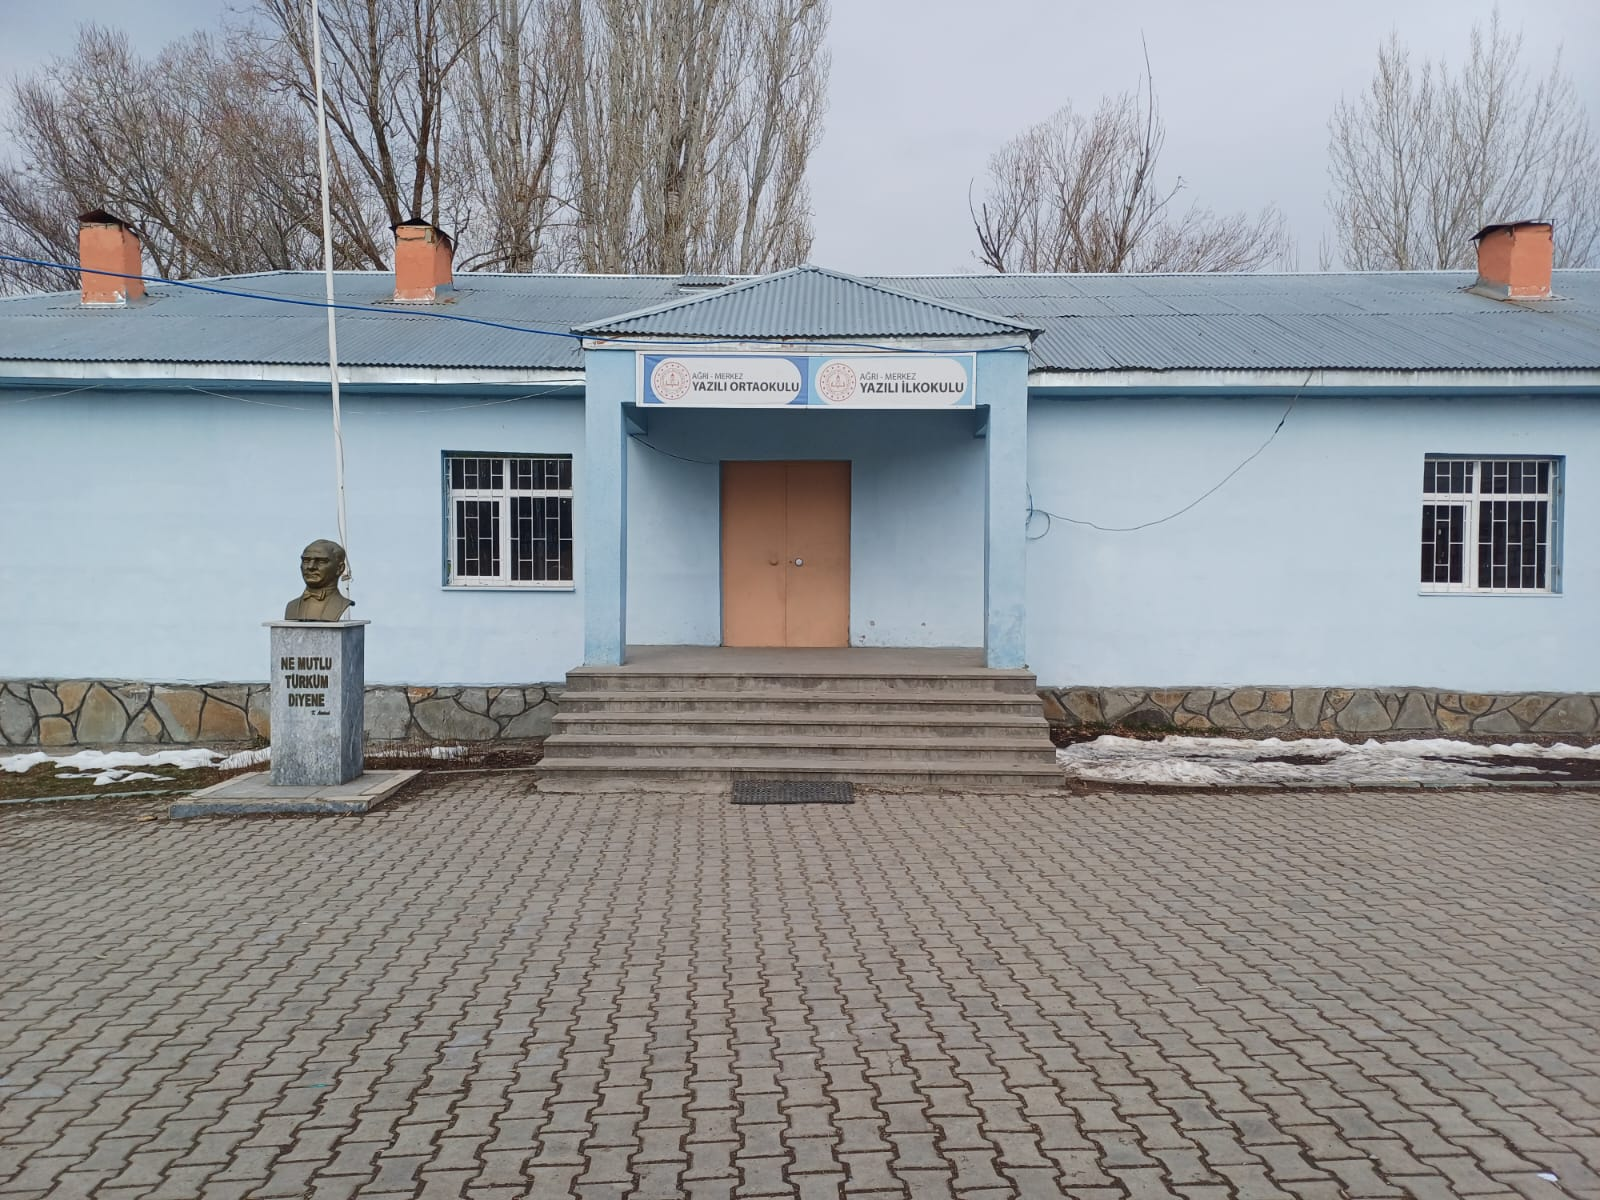 AĞRI - MERKEZ
YAZILI ORTAOKULU
AĞRI - MERKEZ
YAZILI İLKOKULU
NE MUTLU
TÜRKÜM
DİYENE